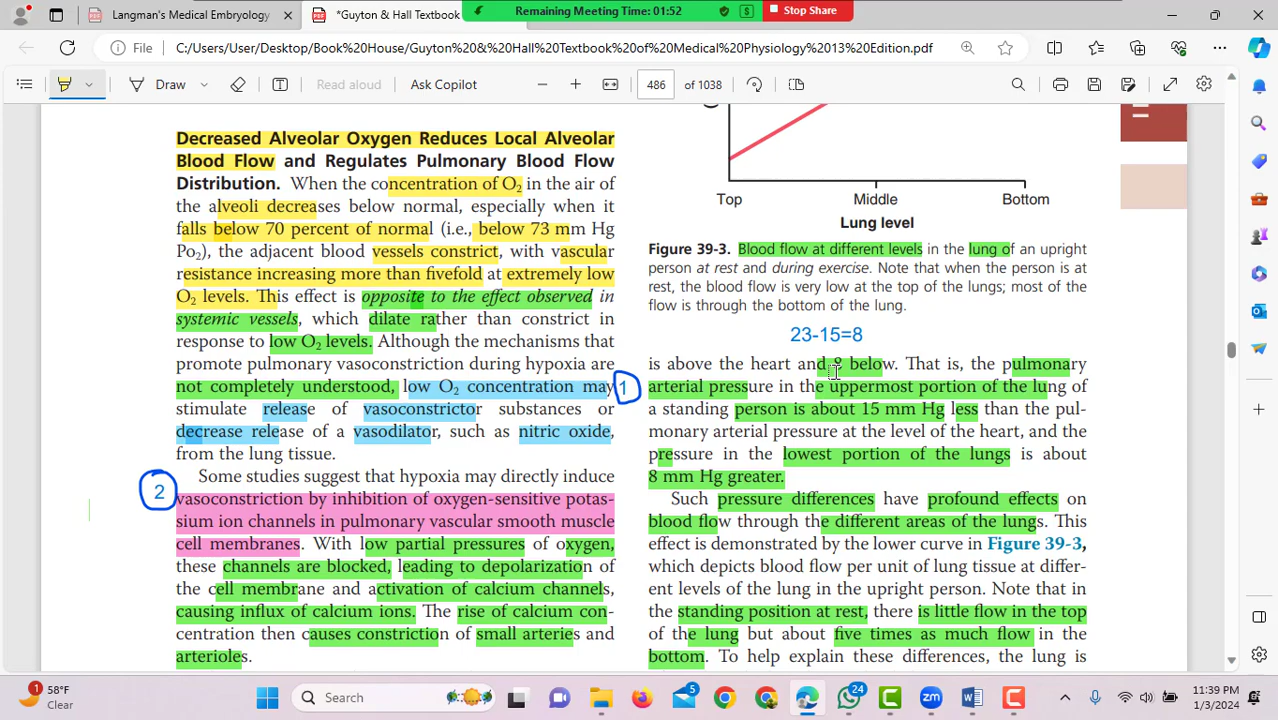 Langman's Medical Embryology
*Guyton & Hall Textbook
Remaining Meeting Time: 01:52
Stop Share
File
C:/Users/User/Desktop/Book%20House/Guyton%20&%20Hall%20Textbook%20of%20Medical%20Physiology%2013%20Edition.pdf
Draw
Read aloud
Ask Copilot
486
of 1038
Decreased Alveolar Oxygen Reduces Local Alveolar
Blood Flow and Regulates Pulmonary Blood Flow
Distribution. When the concentration of O2 in the air of
the alveoli decreases below normal, especially when it
falls below 70 percent of normal (i.e., below 73 mm Hg
Po2), the adjacent blood vessels constrict, with vascular
resistance increasing more than fivefold at extremely low
O2 levels. This effect is opposite to the effect observed in
systemic vessels, which dilate rather than constrict in
response to low O2 levels. Although the mechanisms that
promote pulmonary vasoconstriction during hypoxia are
not completely understood, low O2 concentration may
stimulate release of vasoconstrictor substances or
decrease release of a vasodilator, such as nitric oxide,
from the lung tissue.
1
Some studies suggest that hypoxia may directly induce
2
vasoconstriction by inhibition of oxygen-sensitive potas-
sium ion channels in pulmonary vascular smooth muscle
cell membranes. With low partial pressures of oxygen,
these channels are blocked, leading to depolarization of
the cell membrane and activation of calcium channels,
causing influx of calcium ions. The rise of calcium con-
centration then causes constriction of small arteries and
arterioles.
Top
Middle
Bottom
Lung level
Figure 39-3. Blood flow at different levels in the lung of an upright
person at rest and during exercise. Note that when the person is at
rest, the blood flow is very low at the top of the lungs; most of the
flow is through the bottom of the lung.
23-15=8
is above the heart and 8 below. That is, the pulmonary
arterial pressure in the uppermost portion of the lung of
a standing person is about 15 mm Hg less than the pul-
monary arterial pressure at the level of the heart, and the
pressure in the lowest portion of the lungs is about
8 mm Hg greater.
Such pressure differences have profound effects on
blood flow through the different areas of the lungs. This
effect is demonstrated by the lower curve in Figure 39-3,
which depicts blood flow per unit of lung tissue at differ-
ent levels of the lung in the upright person. Note that in
the standing position at rest, there is little flow in the top
of the lung but about five times as much flow in the
bottom. To help explain these differences, the lung is
1
58°F
Clear
Search
5
24
zm
11:39 PM
1/3/2024